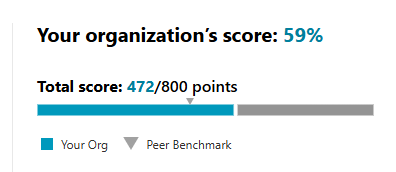 Your organization’s score: 59%
Total score: 472/800 points
Your Org Peer Benchmark